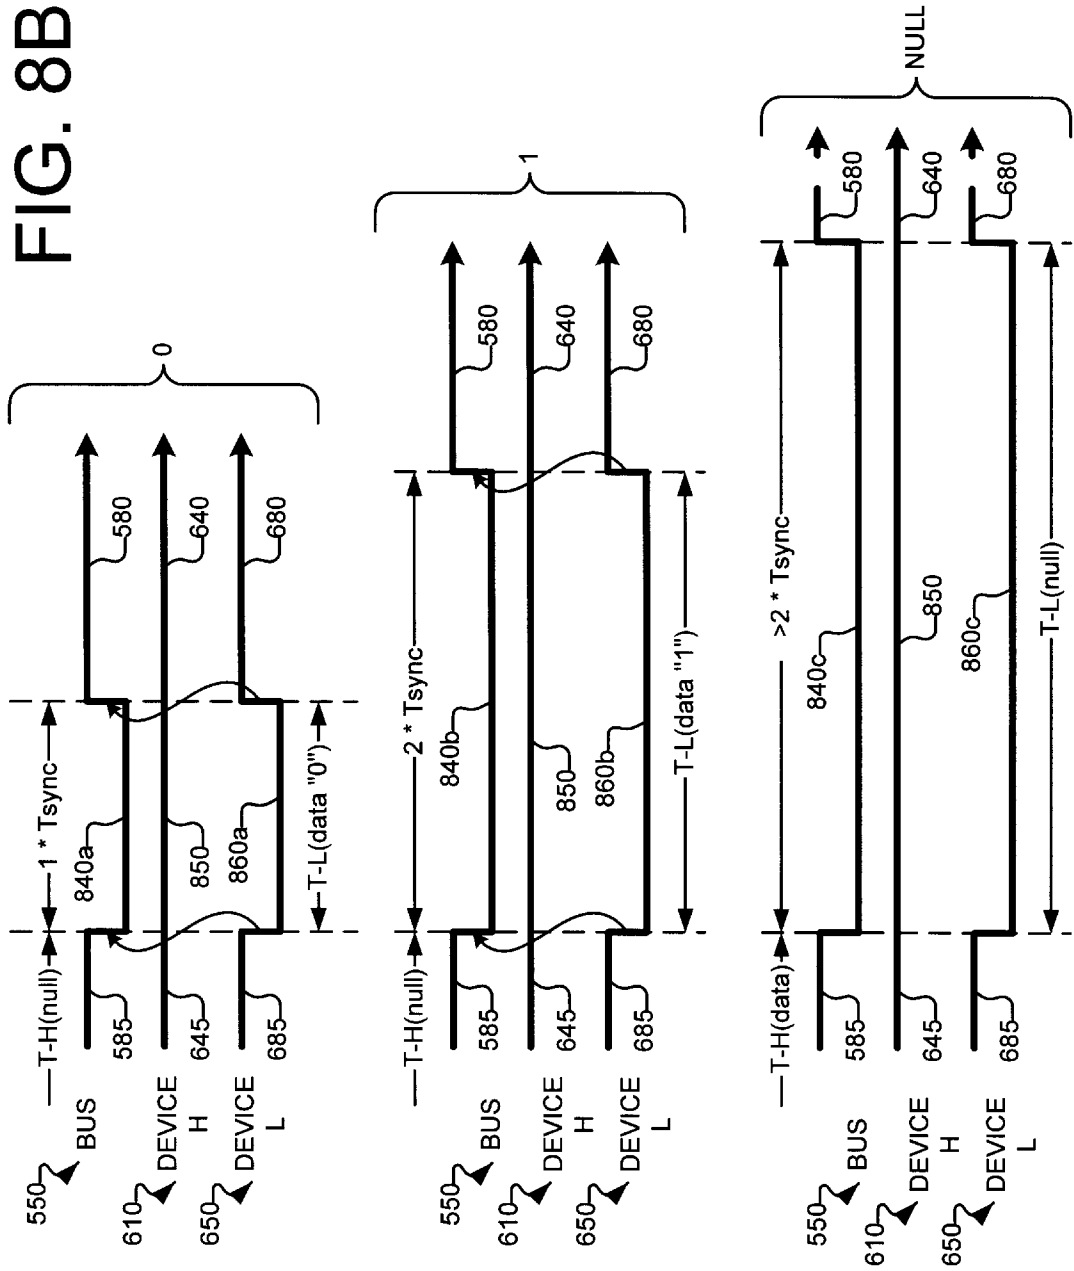 FIG. 8B
T-H(null)
1 * Tsync
550
BUS
585
840a
580
0
610
DEVICE
H
645
850
640
650
DEVICE
L
685
860a
680
T-L(data "0")
T-H(null)
2 * Tsync
550
BUS
585
840b
580
1
610
DEVICE
H
645
850
640
650
DEVICE
L
685
860b
680
T-L(data "1")
T-H(data)
>2 * Tsync
550
BUS
585
840c
580
NULL
610
DEVICE
H
645
850
640
650
DEVICE
L
685
860c
680
T-L(null)